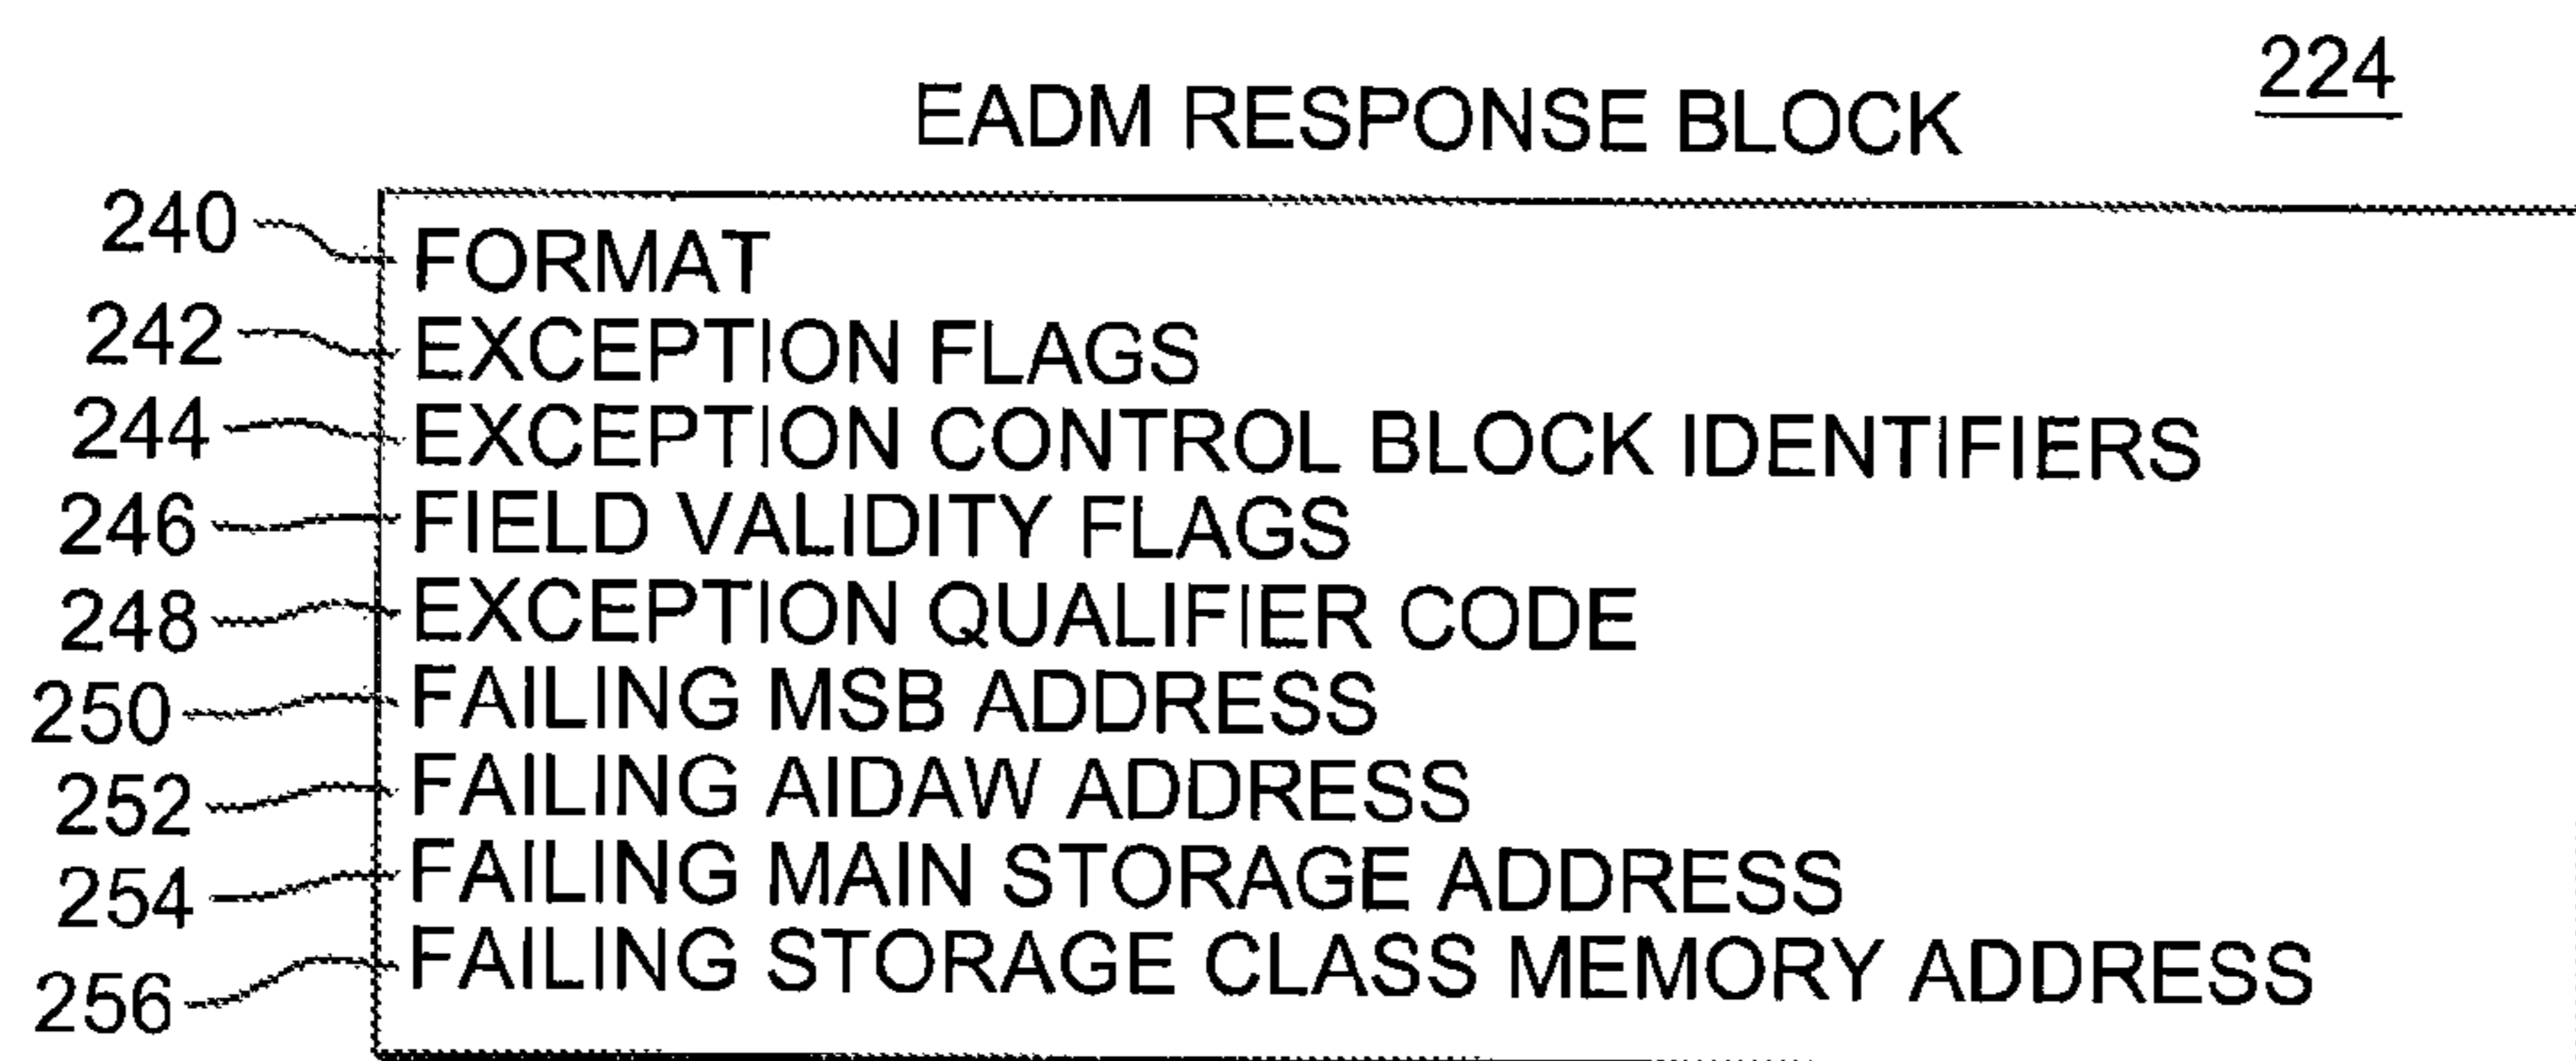 224
EADM RESPONSE BLOCK
240 FORMAT
242 EXCEPTION FLAGS
244 EXCEPTION CONTROL BLOCK IDENTIFIERS
246 FIELD VALIDITY FLAGS
248 EXCEPTION QUALIFIER CODE
250 FAILING MSB ADDRESS
252 FAILING AIDAW ADDRESS
254 FAILING MAIN STORAGE ADDRESS
256 FAILING STORAGE CLASS MEMORY ADDRESS